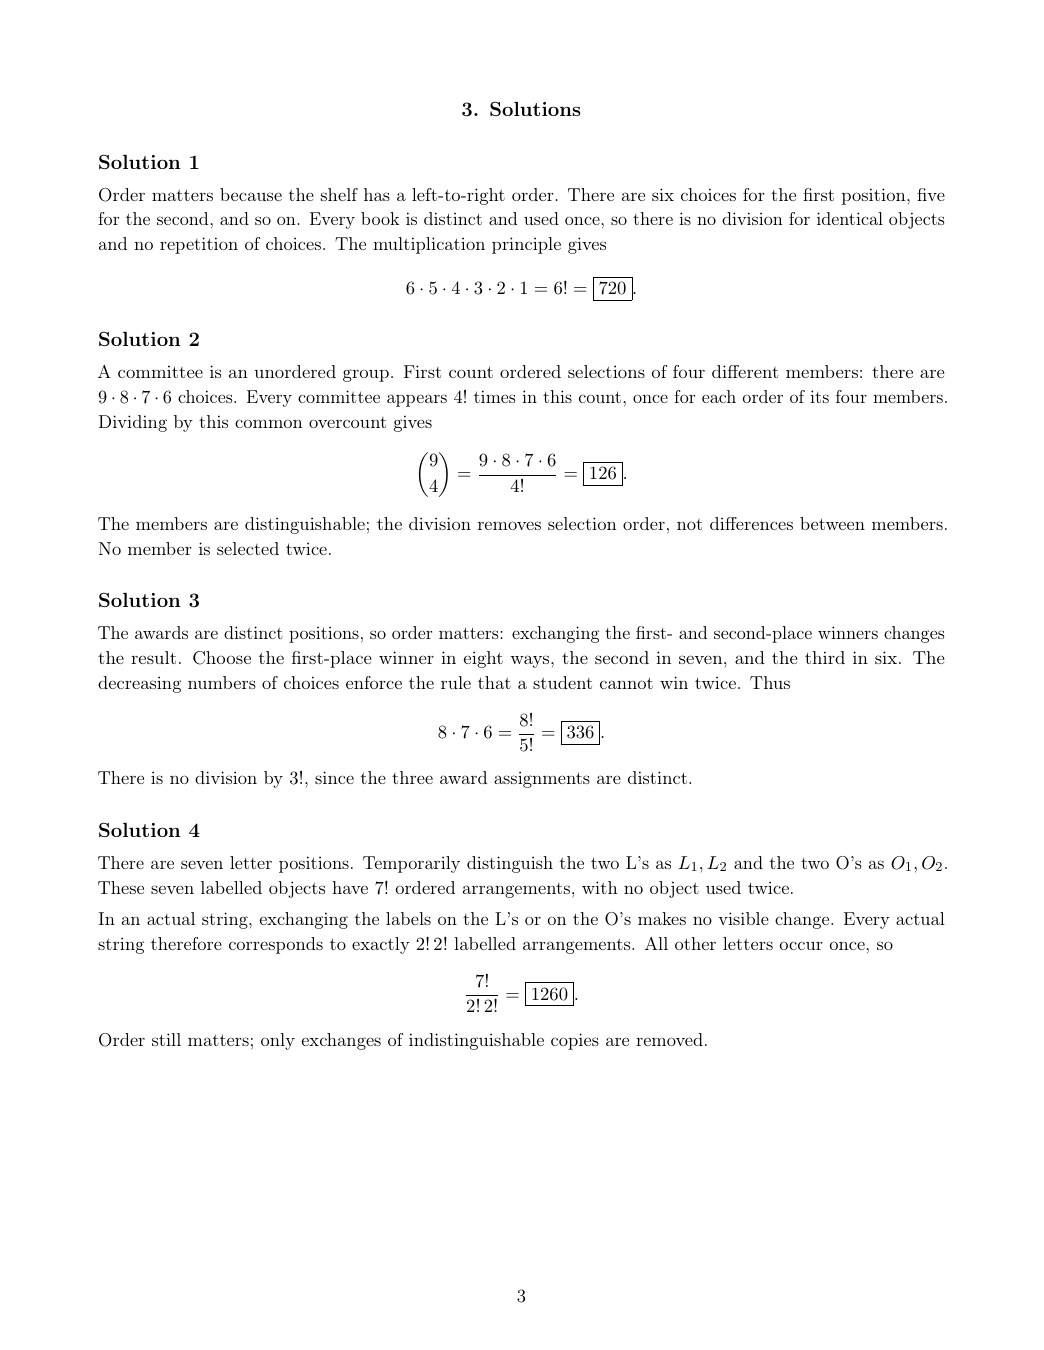 3. Solutions
Solution 1
Order matters because the shelf has a left-to-right order. There are six choices for the first position, five
for the second, and so on. Every book is distinct and used once, so there is no division for identical objects
and no repetition of choices. The multiplication principle gives
6 · 5 · 4 · 3 · 2 · 1 = 6! = 720.
Solution 2
A committee is an unordered group. First count ordered selections of four different members: there are
9 · 8 · 7 · 6 choices. Every committee appears 4! times in this count, once for each order of its four members.
Dividing by this common overcount gives
(9 4) = 9 · 8 · 7 · 6 / 4! = 126.
The members are distinguishable; the division removes selection order, not differences between members.
No member is selected twice.
Solution 3
The awards are distinct positions, so order matters: exchanging the first- and second-place winners changes
the result. Choose the first-place winner in eight ways, the second in seven, and the third in six. The
decreasing numbers of choices enforce the rule that a student cannot win twice. Thus
8 · 7 · 6 = 8! / 5! = 336.
There is no division by 3!, since the three award assignments are distinct.
Solution 4
There are seven letter positions. Temporarily distinguish the two L's as L₁, L₂ and the two O's as O₁, O₂.
These seven labelled objects have 7! ordered arrangements, with no object used twice.
In an actual string, exchanging the labels on the L's or on the O's makes no visible change. Every actual
string therefore corresponds to exactly 2! 2! labelled arrangements. All other letters occur once, so
7! / 2! 2! = 1260.
Order still matters; only exchanges of indistinguishable copies are removed.
3